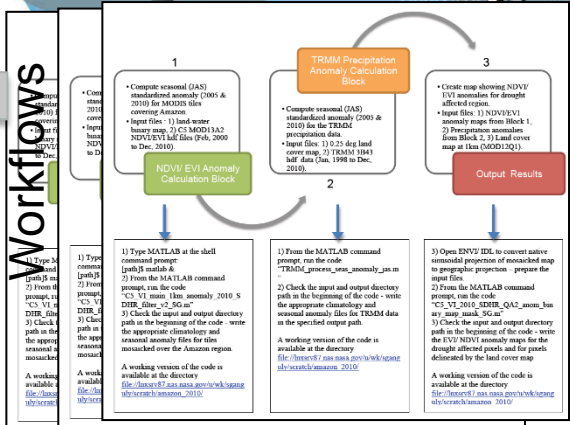 Workflows
1
• Compute seasonal (JAS)
standardized anomaly (2005 &
2010) for MODIS tiles
covering Amazon.
• Input files : 1) land-water
binary map, 2) C5 MOD13A2
NDVI/EVI hdf files (Feb, 2000
to Dec, 2010).
NDVI/ EVI Anomaly
Calculation Block
1) Type MATLAB at the shell
command prompt:
[path]$ matlab &
2) From the MATLAB command
prompt, run the code
"C5_VI_main_1km_anomaly_2010_S
DHR_filter_v2_SG.m"
3) Check the input and output directory
path in the beginning of the code - write
the appropriate climatology and
seasonal anomaly files for tiles
mosacked over the Amazon region.
A working version of the code is
available at the directory
file://lnxsrv87.nas.nasa.gov/u/wk/sgang
uly/scratch/amazon_2010/
TRMM Precipitation
Anomaly Calculation
Block
• Compute seasonal (JAS)
standardized anomaly (2005 &
2010) for the TRMM
precipitation data.
• Input files : 1) 0.25 deg land
cover map, 2) TRMM 3B43
hdf data (Jan, 1998 to Dec,
2010).
2
1) From the MATLAB command
prompt, run the code
"TRMM_process_seas_anomaly_jas.m
"
2) Check the input and output directory
path in the beginning of the code - write
the appropriate climatology and
seasonal anomaly files for TRMM data
in the specified output path.
A working version of the code is
available at the directory
file://lnxsrv87.nas.nasa.gov/u/wk/sgang
uly/scratch/amazon_2010/
3
• Create map showing NDVI/
EVI anomalies for drought
affected region.
• Input files: 1) NDVI/EVI
anomaly maps from Block 1,
2) Precipitation anomalies
from Block 2, 3) Land cover
map at 1km (MOD12Q1).
Output Results
3) Open ENVI/ IDL to convert native
sinusoidal projection of mosaicked map
to geographic projection – prepare the
input files.
2) From the MATLAB command
prompt, run the code
"C5_VI_2010_SDHR_QA2_anom_bin
ary_map_mask_SG.m"
3) Check the input and output directory
path in the beginning of the code - write
the EVI/ NDVI anomaly maps for the
drought affected pixels and for pixels
delineated by the land cover map
A working version of the code is
available at the directory
file://lnxsrv87.nas.nasa.gov/u/wk/sgang
uly/scratch/amazon_2010/